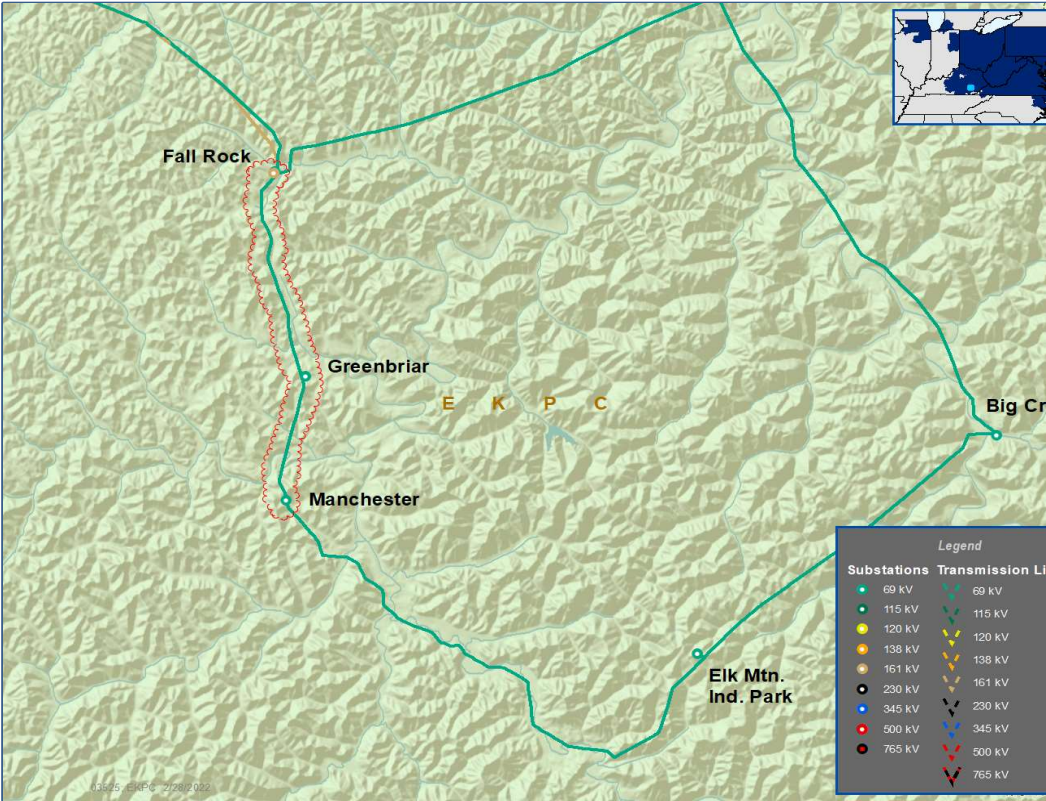 Fall Rock
Greenbriar
E K P C
Big Cr
Manchester
Elk Mtn.
Ind. Park
Legend
Substations Transmission Li
69 kV 69 kV
115 kV 115 kV
120 kV 120 kV
138 kV 138 kV
161 kV 161 kV
230 kV 230 kV
345 kV 345 kV
500 kV 500 kV
765 kV 765 kV
03525; EKPC 2/28/2022